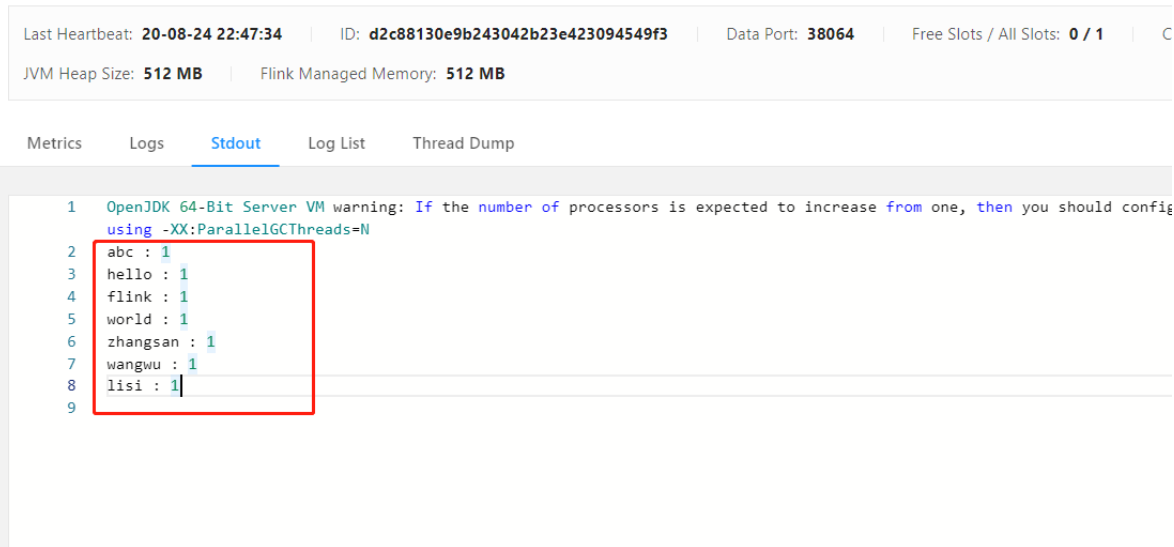 Last Heartbeat: 20-08-24 22:47:34 ID: d2c88130e9b243042b23e423094549f3 Data Port: 38064 Free Slots / All Slots: 0 / 1
JVM Heap Size: 512 MB Flink Managed Memory: 512 MB
Metrics Logs Stdout Log List Thread Dump
1 OpenJDK 64-Bit Server VM warning: If the number of processors is expected to increase from one, then you should
using -XX:ParallelGCThreads=N
2 abc : 1
3 hello : 1
4 flink : 1
5 world : 1
6 zhangsan : 1
7 wangwu : 1
8 lisi : 1
9